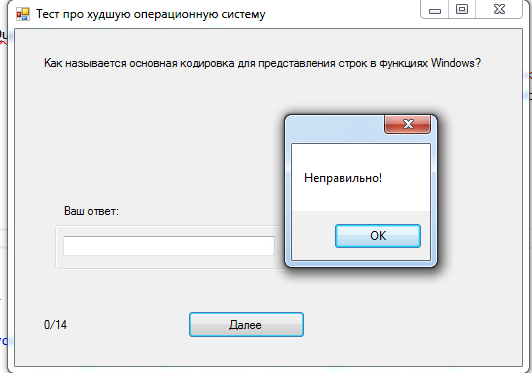 Тест про худшую операционную систему
Как называется основная кодировка для представления строк в функциях Windows?
Неправильно!
OK
Ваш ответ:
0/14
Далее